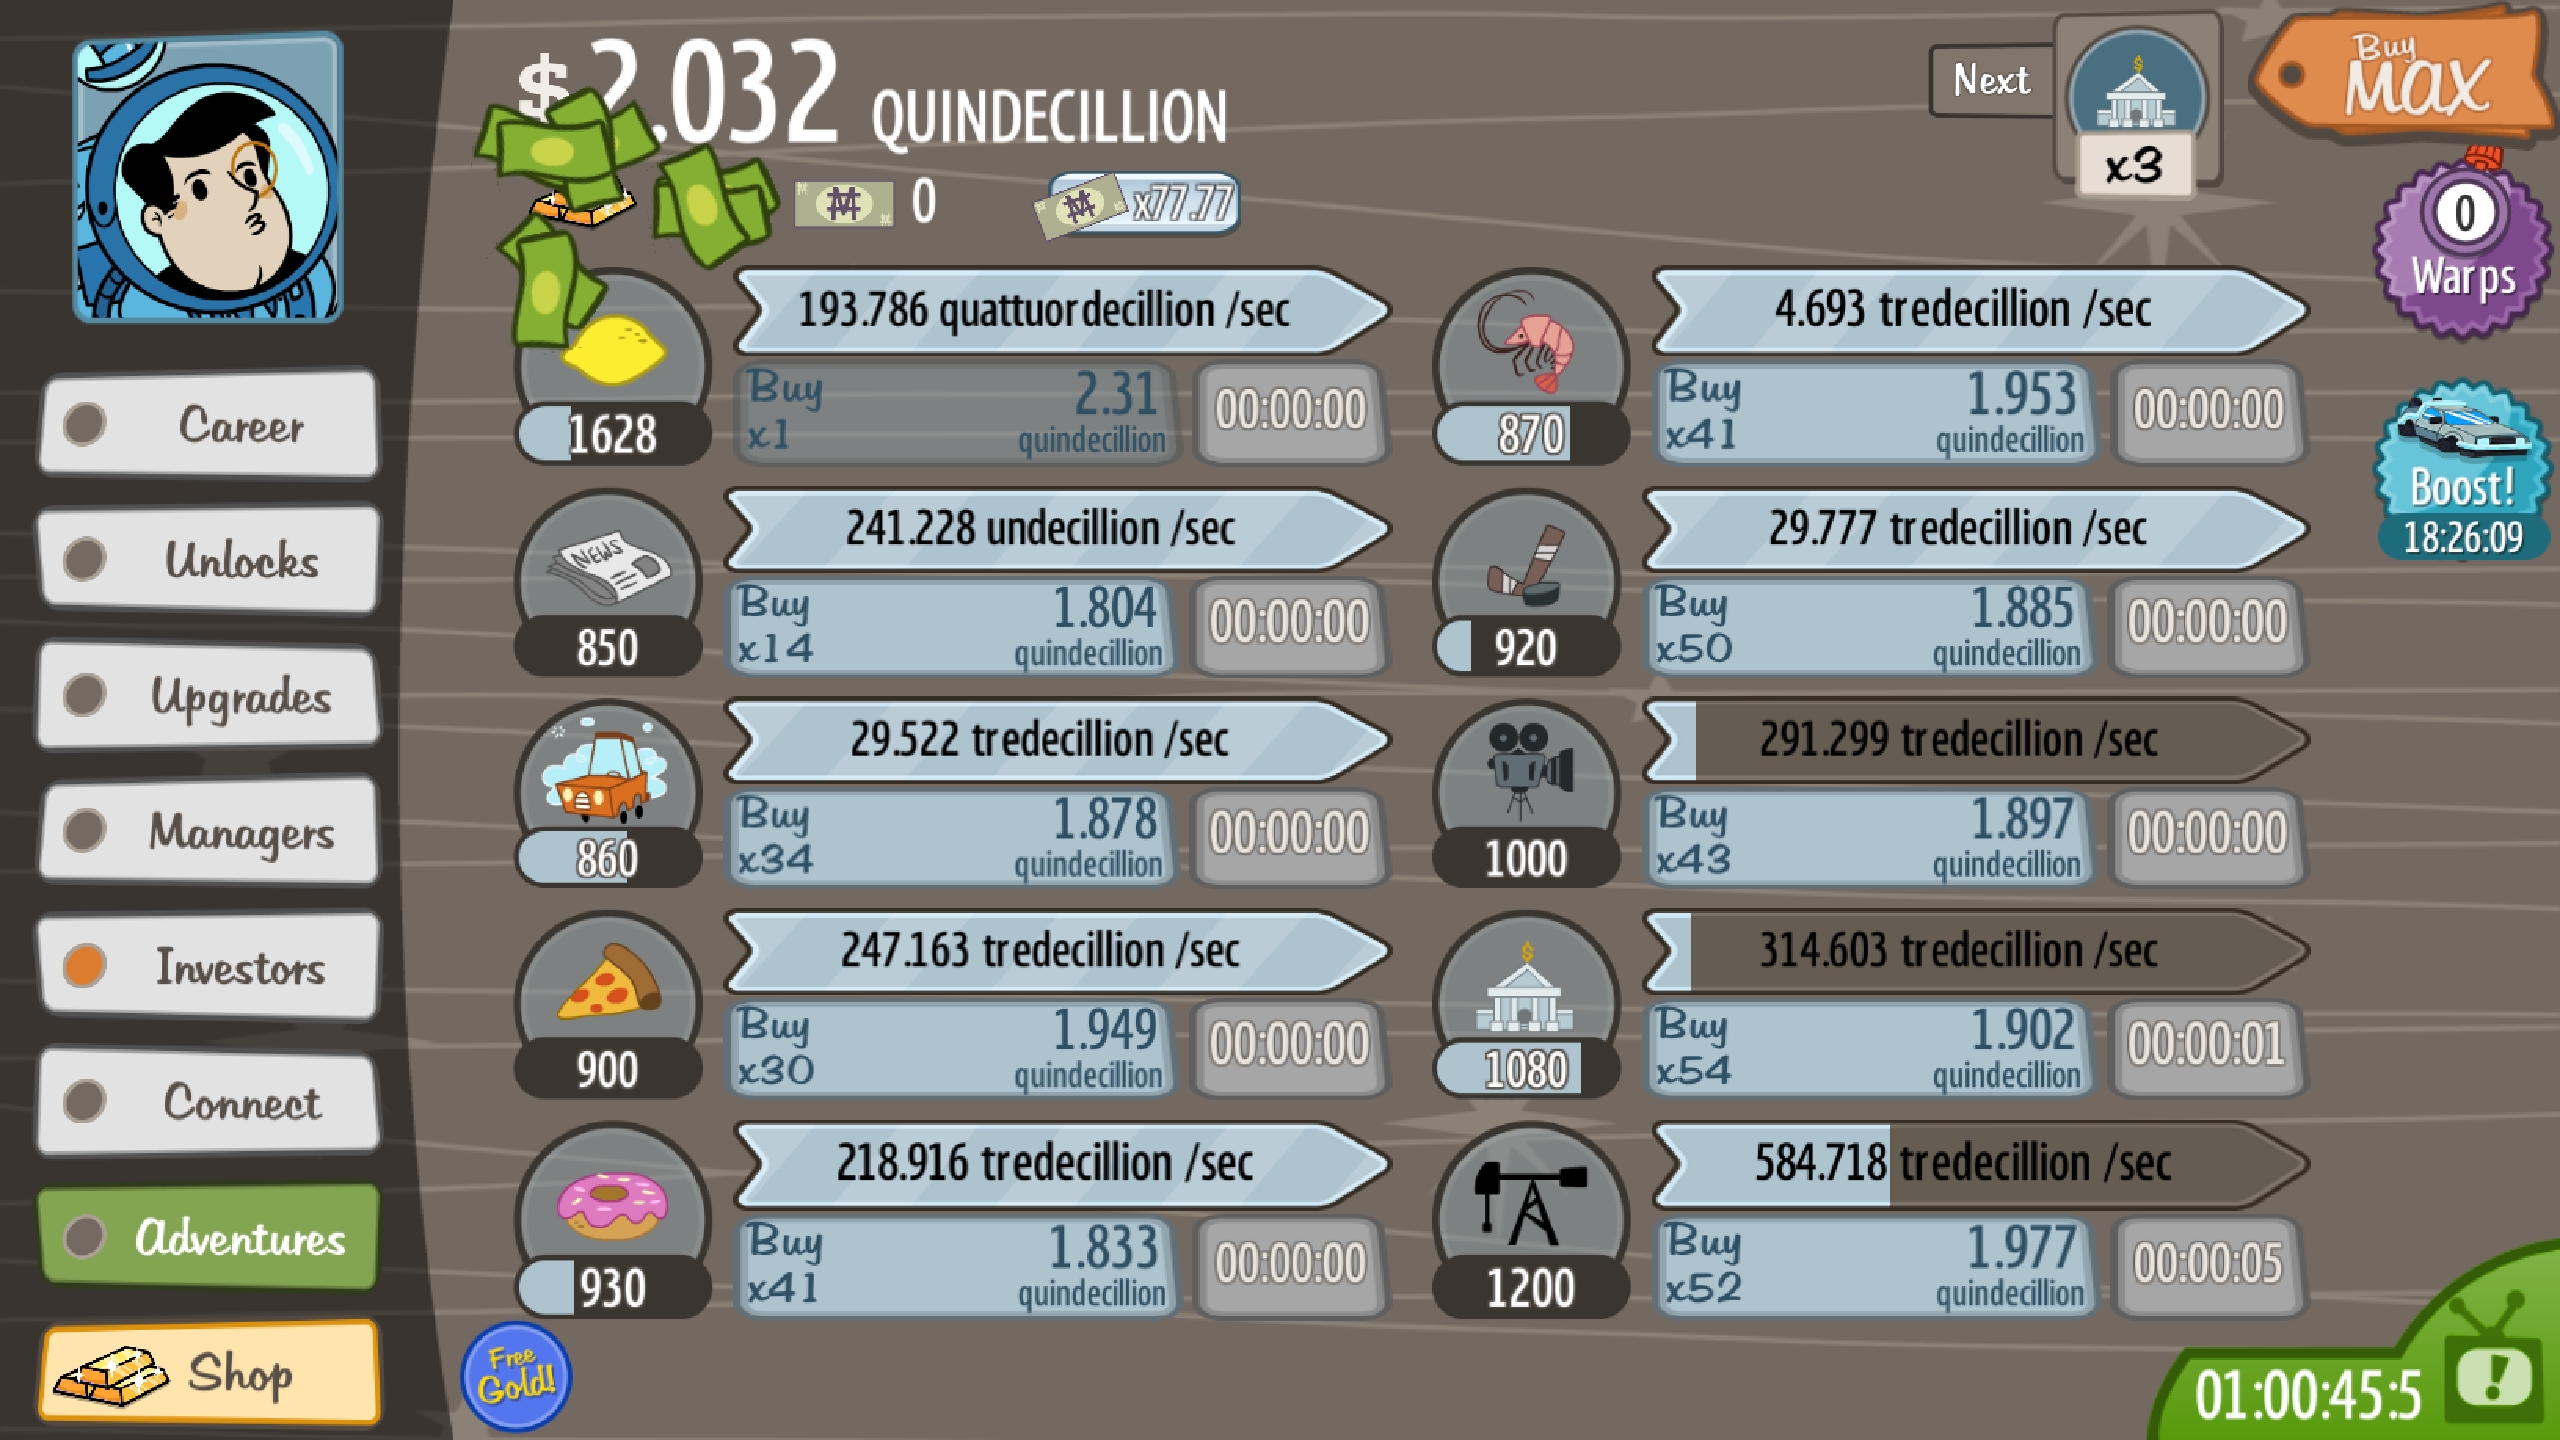 $2.032 QUINDECILLION
0
x77.77
Next
x3
Buy
MAX
0
Warps
Boost!
18:26:09
Career
Unlocks
Upgrades
Managers
Investors
Connect
Adventures
Shop
1628
193.786 quattuordecillion /sec
Buy
x1
2.31
quindecillion
00:00:00
NEWS
850
241.228 undecillion /sec
Buy
x14
1.804
quindecillion
00:00:00
860
29.522 tredecillion /sec
Buy
x34
1.878
quindecillion
00:00:00
900
247.163 tredecillion /sec
Buy
x30
1.949
quindecillion
00:00:00
930
218.916 tredecillion /sec
Buy
x41
1.833
quindecillion
00:00:00
870
4.693 tredecillion /sec
Buy
x41
1.953
quindecillion
00:00:00
920
29.777 tredecillion /sec
Buy
x50
1.885
quindecillion
00:00:00
1000
291.299 tredecillion /sec
Buy
x43
1.897
quindecillion
00:00:00
$
1080
314.603 tredecillion /sec
Buy
x54
1.902
quindecillion
00:00:01
1200
584.718 tredecillion /sec
Buy
x52
1.977
quindecillion
00:00:05
Free
Gold!
01:00:45:5
!